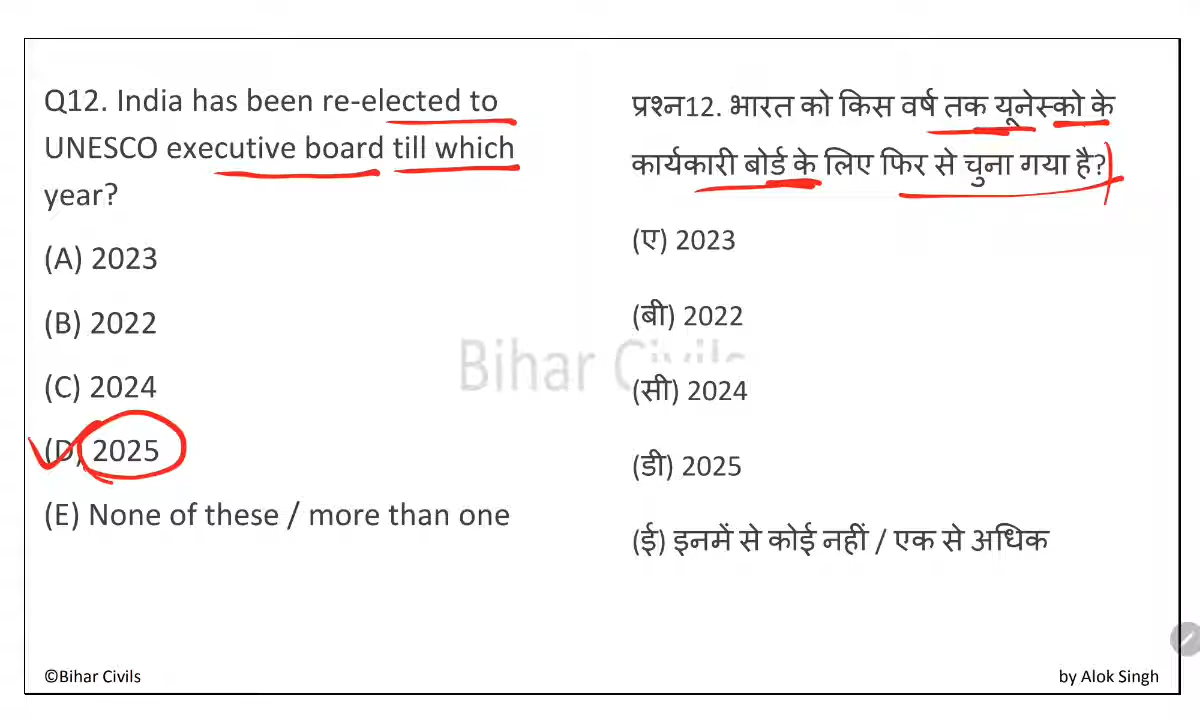 Q12. India has been re-elected to
UNESCO executive board till which
year?
(A) 2023
(B) 2022
(C) 2024
(D) 2025
(E) None of these / more than one
प्रश्न12. भारत को किस वर्ष तक यूनेस्को के
कार्यकारी बोर्ड के लिए फिर से चुना गया है?
(ए) 2023
(बी) 2022
(सी) 2024
(डी) 2025
(ई) इनमें से कोई नहीं / एक से अधिक
Bihar Civils
©Bihar Civils
by Alok Singh